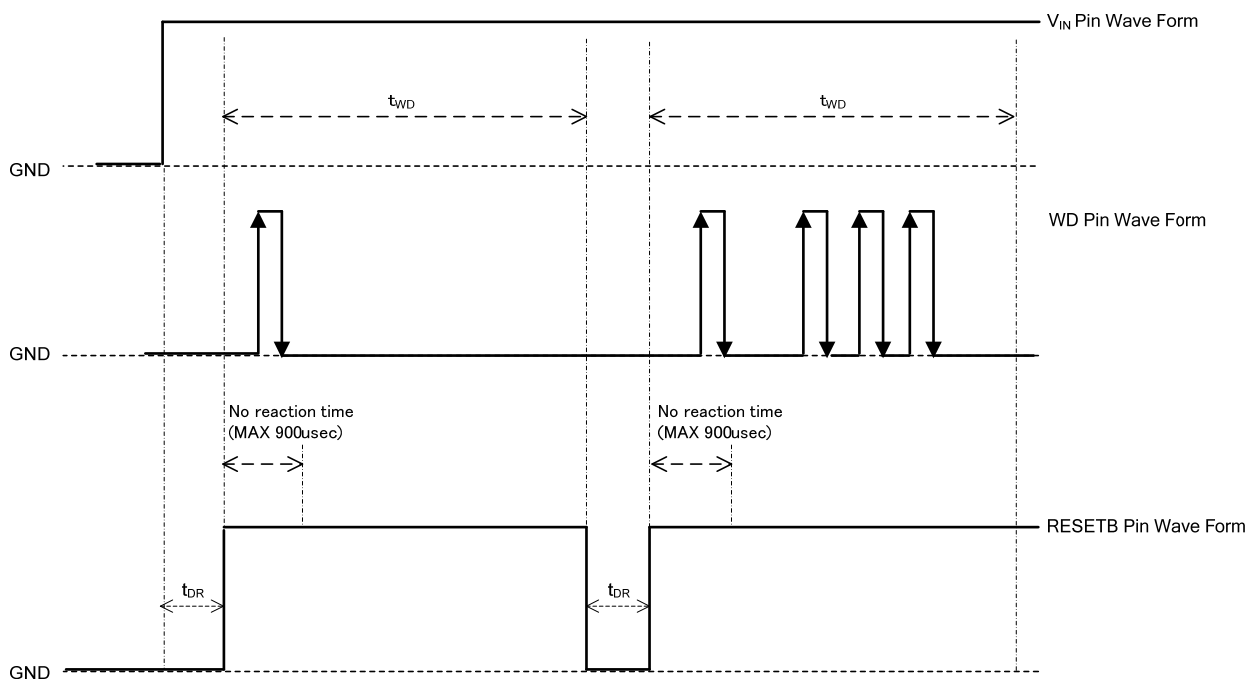 VIN Pin Wave Form
tWD
tWD
GND
WD Pin Wave Form
GND
No reaction time
(MAX 900usec)
No reaction time
(MAX 900usec)
RESETB Pin Wave Form
tDR
tDR
GND